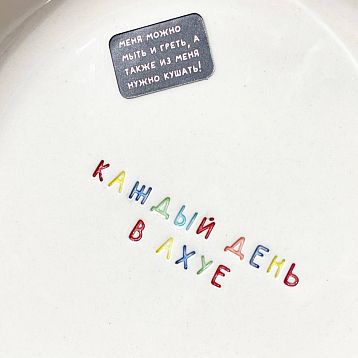 МЕНЯ МОЖНО
МЫТЬ И ГРЕТЬ, А
ТАКЖЕ ИЗ МЕНЯ
НУЖНО КУШАТЬ!
КАЖДЫЙ ДЕНЬ
В АХУЕ